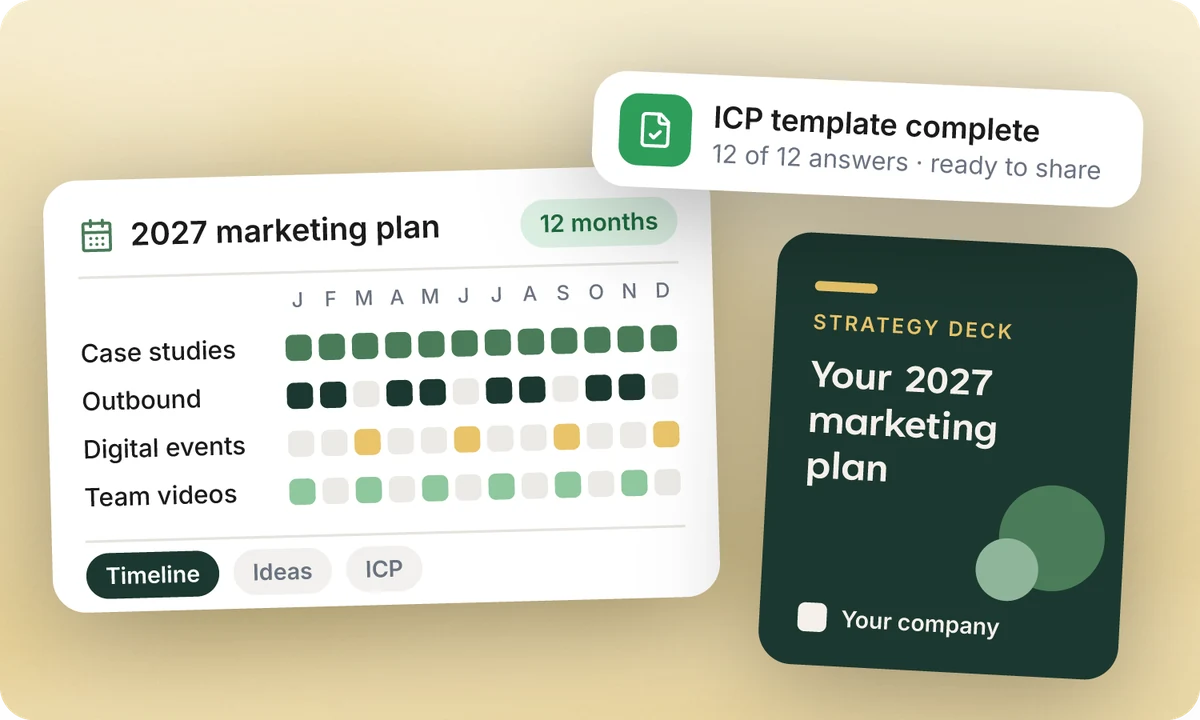 ICP template complete
12 of 12 answers · ready to share
2027 marketing plan
12 months
J F M A M J J A S O N D
Case studies
Outbound
Digital events
Team videos
Timeline
Ideas
ICP
STRATEGY DECK
Your 2027
marketing
plan
Your company